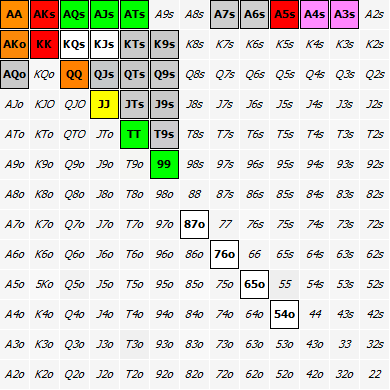 AA AKs AQs AJs ATs A9s A8s A7s A6s A5s A4s A3s A2s
AKo KK KQs KJs KTs K9s K8s K7s K6s K5s K4s K3s K2s
AQo KQo QQ QJs QTs Q9s Q8s Q7s Q6s Q5s Q4s Q3s Q2s
AJo KJO QJO JJ JTs J9s J8s J7s J6s J5s J4s J3s J2s
ATo KTo QTO JTo TT T9s T8s T7s T6s T5s T4s T3s T2s
A9o K9o Q9o J9o T9o 99 98s 97s 96s 95s 94s 93s 92s
A8o K8o Q8o J8o T8o 98o 88 87s 86s 85s 84s 83s 82s
A7o K7o Q7o J7o T7o 97o 87o 77 76s 75s 74s 73s 72s
A6o K6o Q6o J6o T6o 96o 86o 76o 66 65s 64s 63s 62s
A5o 5Ko Q5o J5o T5o 95o 85o 75o 65o 55 54s 53s 52s
A4o K4o Q4o J4o T4o 94o 84o 74o 64o 54o 44 43s 42s
A3o K3o Q3o J3o T3o 93o 83o 73o 63o 53o 43o 33 32s
A2o K2o Q2o J2o T2o 92o 82o 72o 62o 52o 42o 32o 22